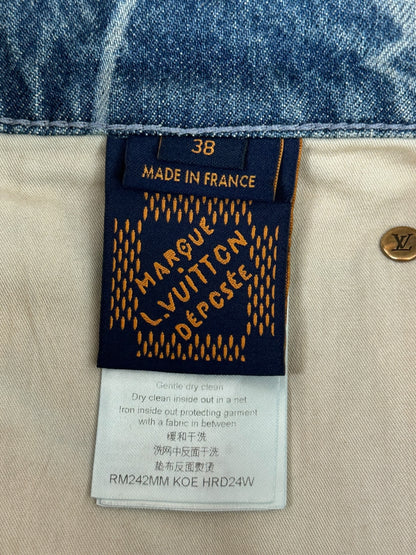 38
MADE IN FRANCE
MARQUE
L.VUITTON
DÉPOSÉE
LV
Gentle dry clean
Dry clean inside out in a net
Iron inside out protecting garment
with a fabric in between
缓和干洗
洗网中反面干洗
垫布反面熨烫
RM242MM KOE HRD24W